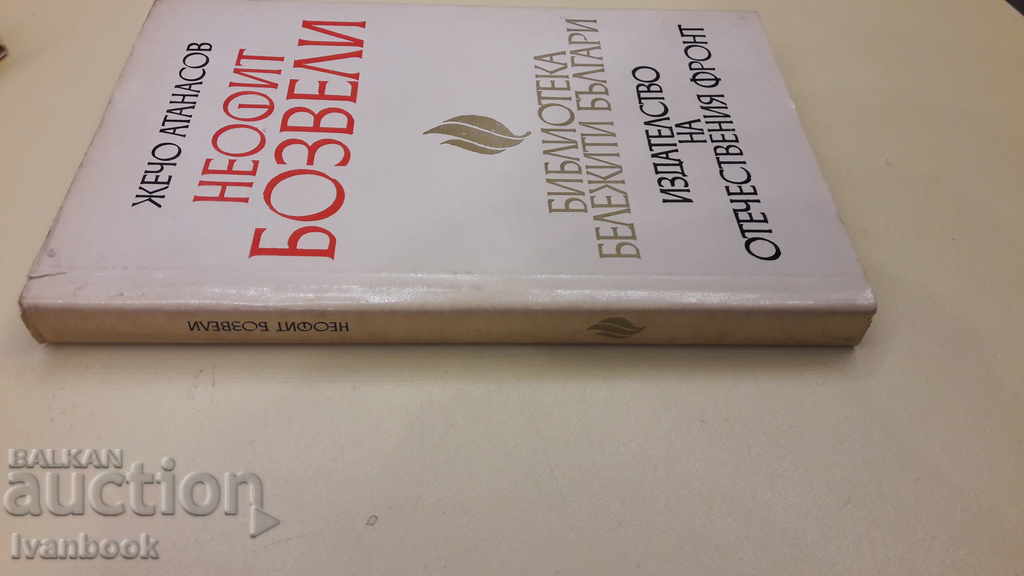 ЖЕЧО АТАНАСОВ
НЕОФИТ
БОЗВЕЛИ
БИБЛИОТЕКА
БЕЛЕЖИТИ БЪЛГАРИ
ИЗДАТЕЛСТВО
НА
ОТЕЧЕСТВЕНИЯ ФРОНТ
НЕОФИТ БОЗВЕЛИ
BALKAN
auction
Ivanbook